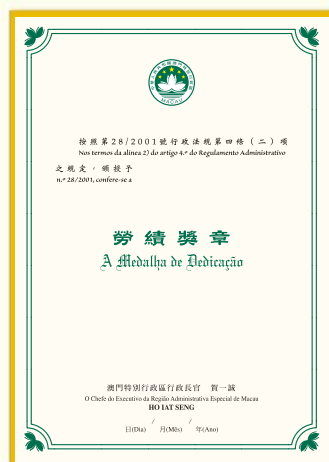 MACAU
按照第28/2001號行政法規第四條（二）項
Nos termos da alínea 2) do artigo 4.º do Regulamento Administrativo
之規定，頒授予
n.º 28/2001, confere-se a
勞績獎章
A Medalha de Dedicação
澳門特別行政區行政長官 賀一誠
O Chefe do Executivo da Região Administrativa Especial de Macau
HO IAT SENG
/ /
日(Dia) 月(Mês) 年(Ano)